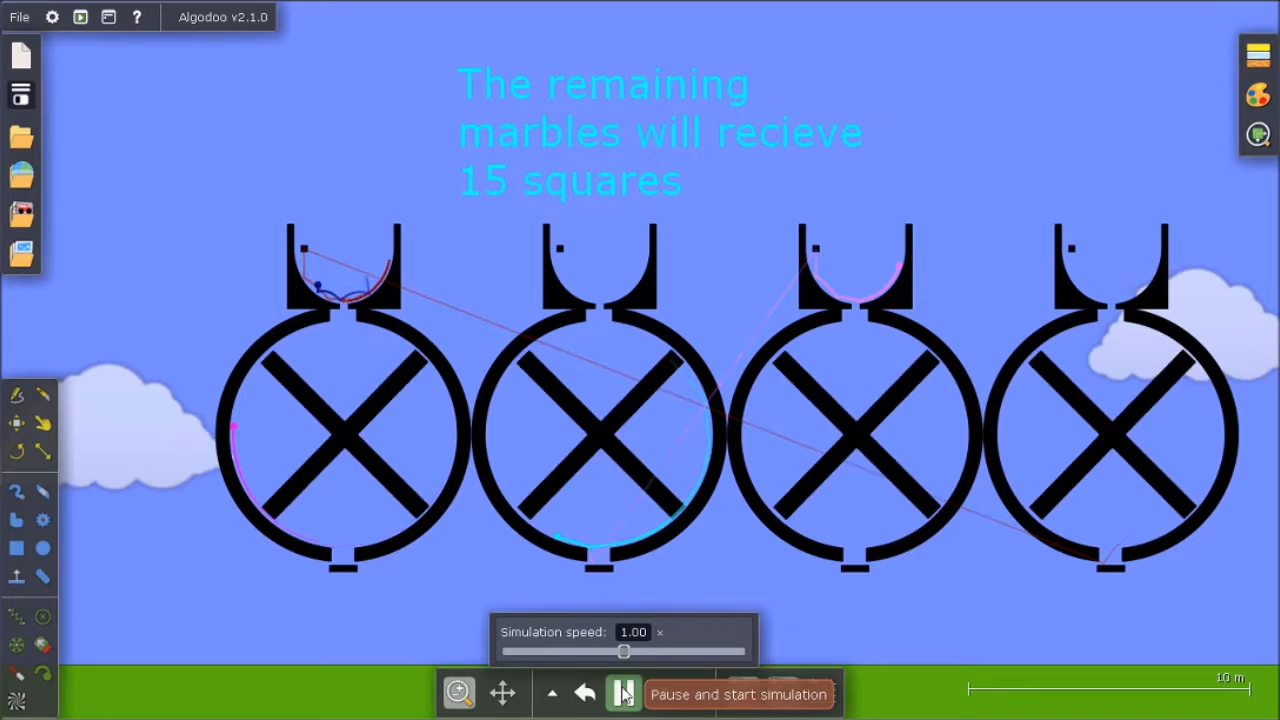 File ? Algodoo v2.1.0
The remaining
marbles will recieve
15 squares
Simulation speed: 1.00 ×
Pause and start simulation
10 m